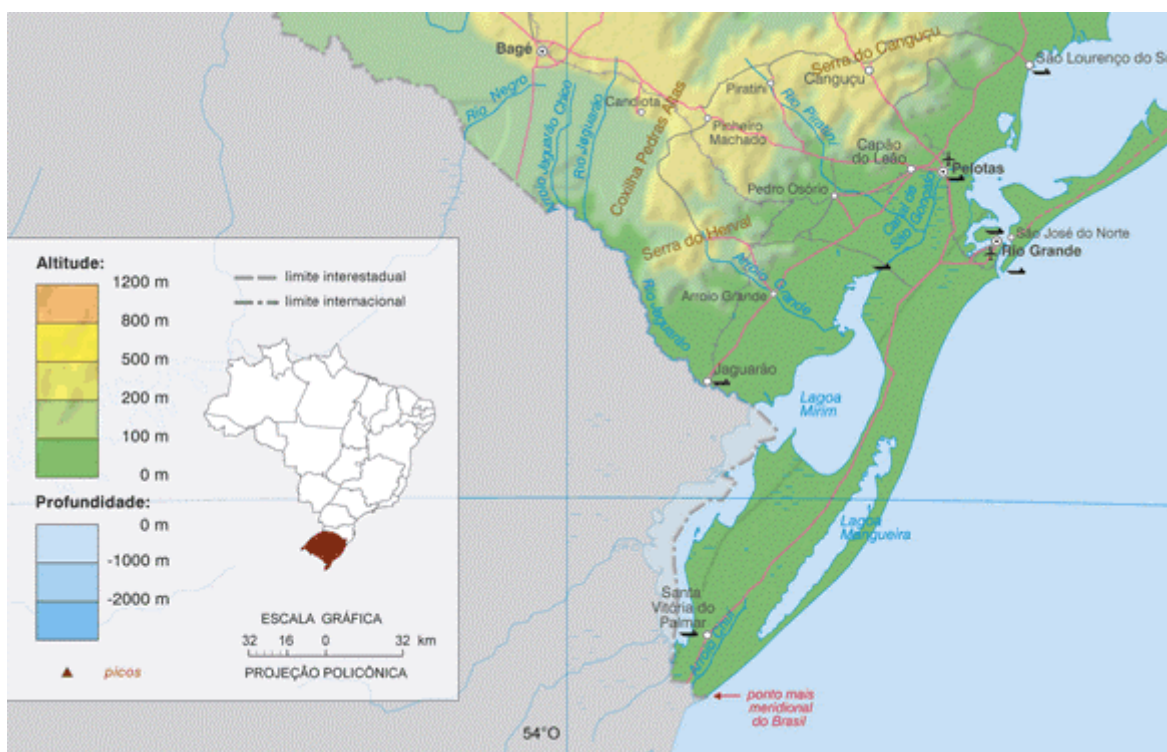 Bagé
Rio Negro
Arroio Jaguarão Chico
Rio Jaguarão
Candiota
Coxilha Pedras Altas
Piratini
Rio Piratini
Serra do Canguçu
Canguçu
São Lourenço do S
Pinheiro
Machado
Capão
do Leão
Pelotas
Pedro Osório
Canal de
São Gonçalo
São José do Norte
Rio Grande
Serra do Herval
Arroio Grande
Arroio Grande
Rio Jaguarão
Jaguarão
Lagoa
Mirim
Lagoa
Mangueira
Santa
Vitória do
Palmar
Arroio Chuí
ponto mais
meridional
do Brasil
54°O
Altitude:
1200 m
800 m
500 m
200 m
100 m
0 m
Profundidade:
0 m
-1000 m
-2000 m
picos
limite interestadual
limite internacional
ESCALA GRÁFICA
32 16 0 32 km
PROJEÇÃO POLICÔNICA